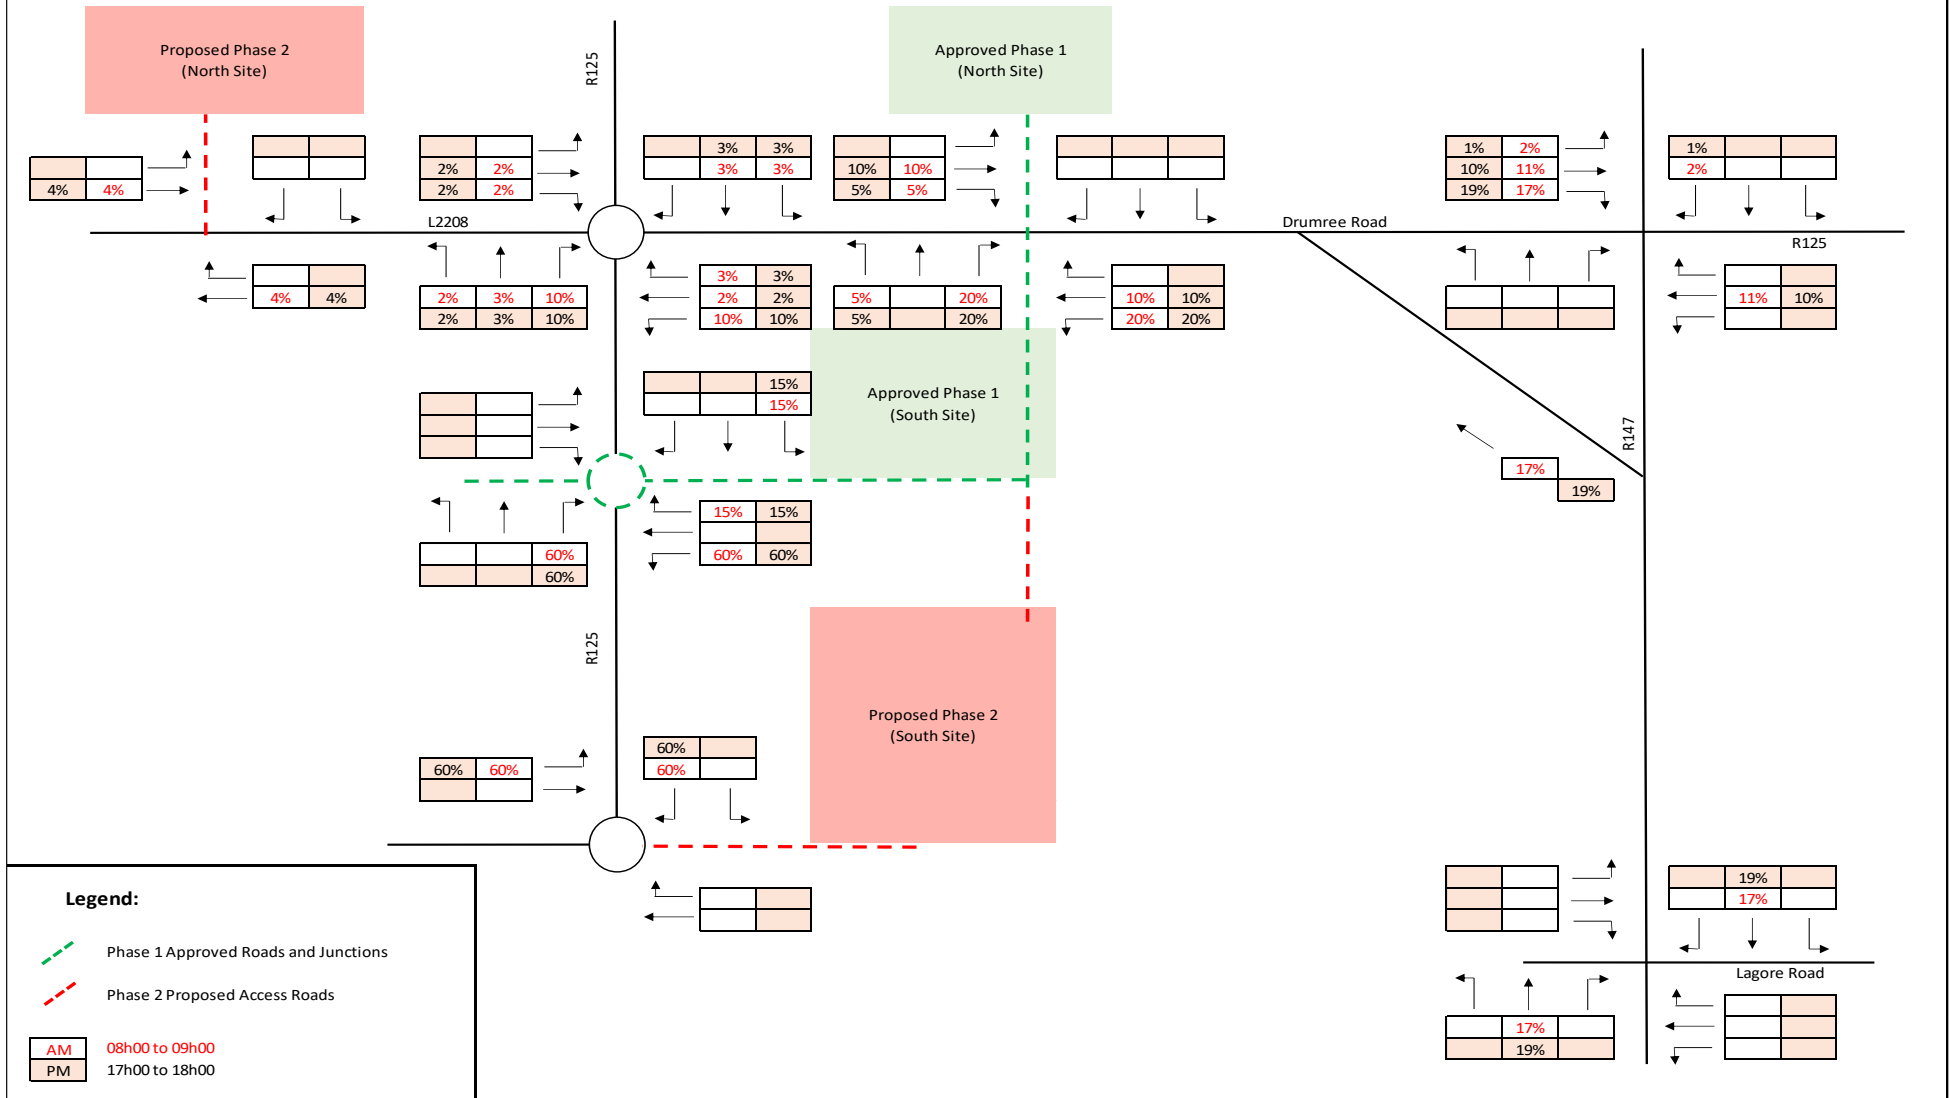 Proposed Phase 2
(North Site)
R125
Approved Phase 1
(North Site)
4% 4%
2% 2%
2% 2%
3% 3%
3% 3%
10% 10%
5% 5%
1% 2%
10% 11%
19% 17%
1%
2%
L2208
Drumree Road
R125
4% 4%
2% 3% 10%
2% 3% 10%
3% 3%
2% 2%
10% 10%
5% 20%
5% 20%
10% 10%
20% 20%
11% 10%
15%
15%
Approved Phase 1
(South Site)
R147
17%
19%
15% 15%
60% 60%
60%
60%
R125
Proposed Phase 2
(South Site)
60% 60%
60%
60%
19%
17%
Lagore Road
17%
19%
Legend:
Phase 1 Approved Roads and Junctions
Phase 2 Proposed Access Roads
AM 08h00 to 09h00
PM 17h00 to 18h00